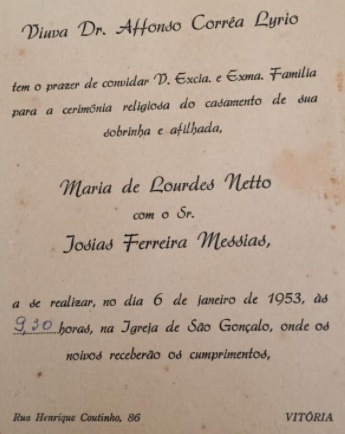 Viuva Dr. Affonso Corrêa Lyrio
tem o prazer de convidar V. Excia. e Exma. Familia
para a cerimônia religiosa do casamento de sua
sobrinha e afilhada,
Maria de Lourdes Netto
com o Sr.
Josias Ferreira Messias,
a se realizar, no dia 6 de janeiro de 1953, às
9,30 horas, na Igreja de São Gonçalo, onde os
noivos receberão os cumprimentos,
Rua Henrique Coutinho, 86 VITÓRIA